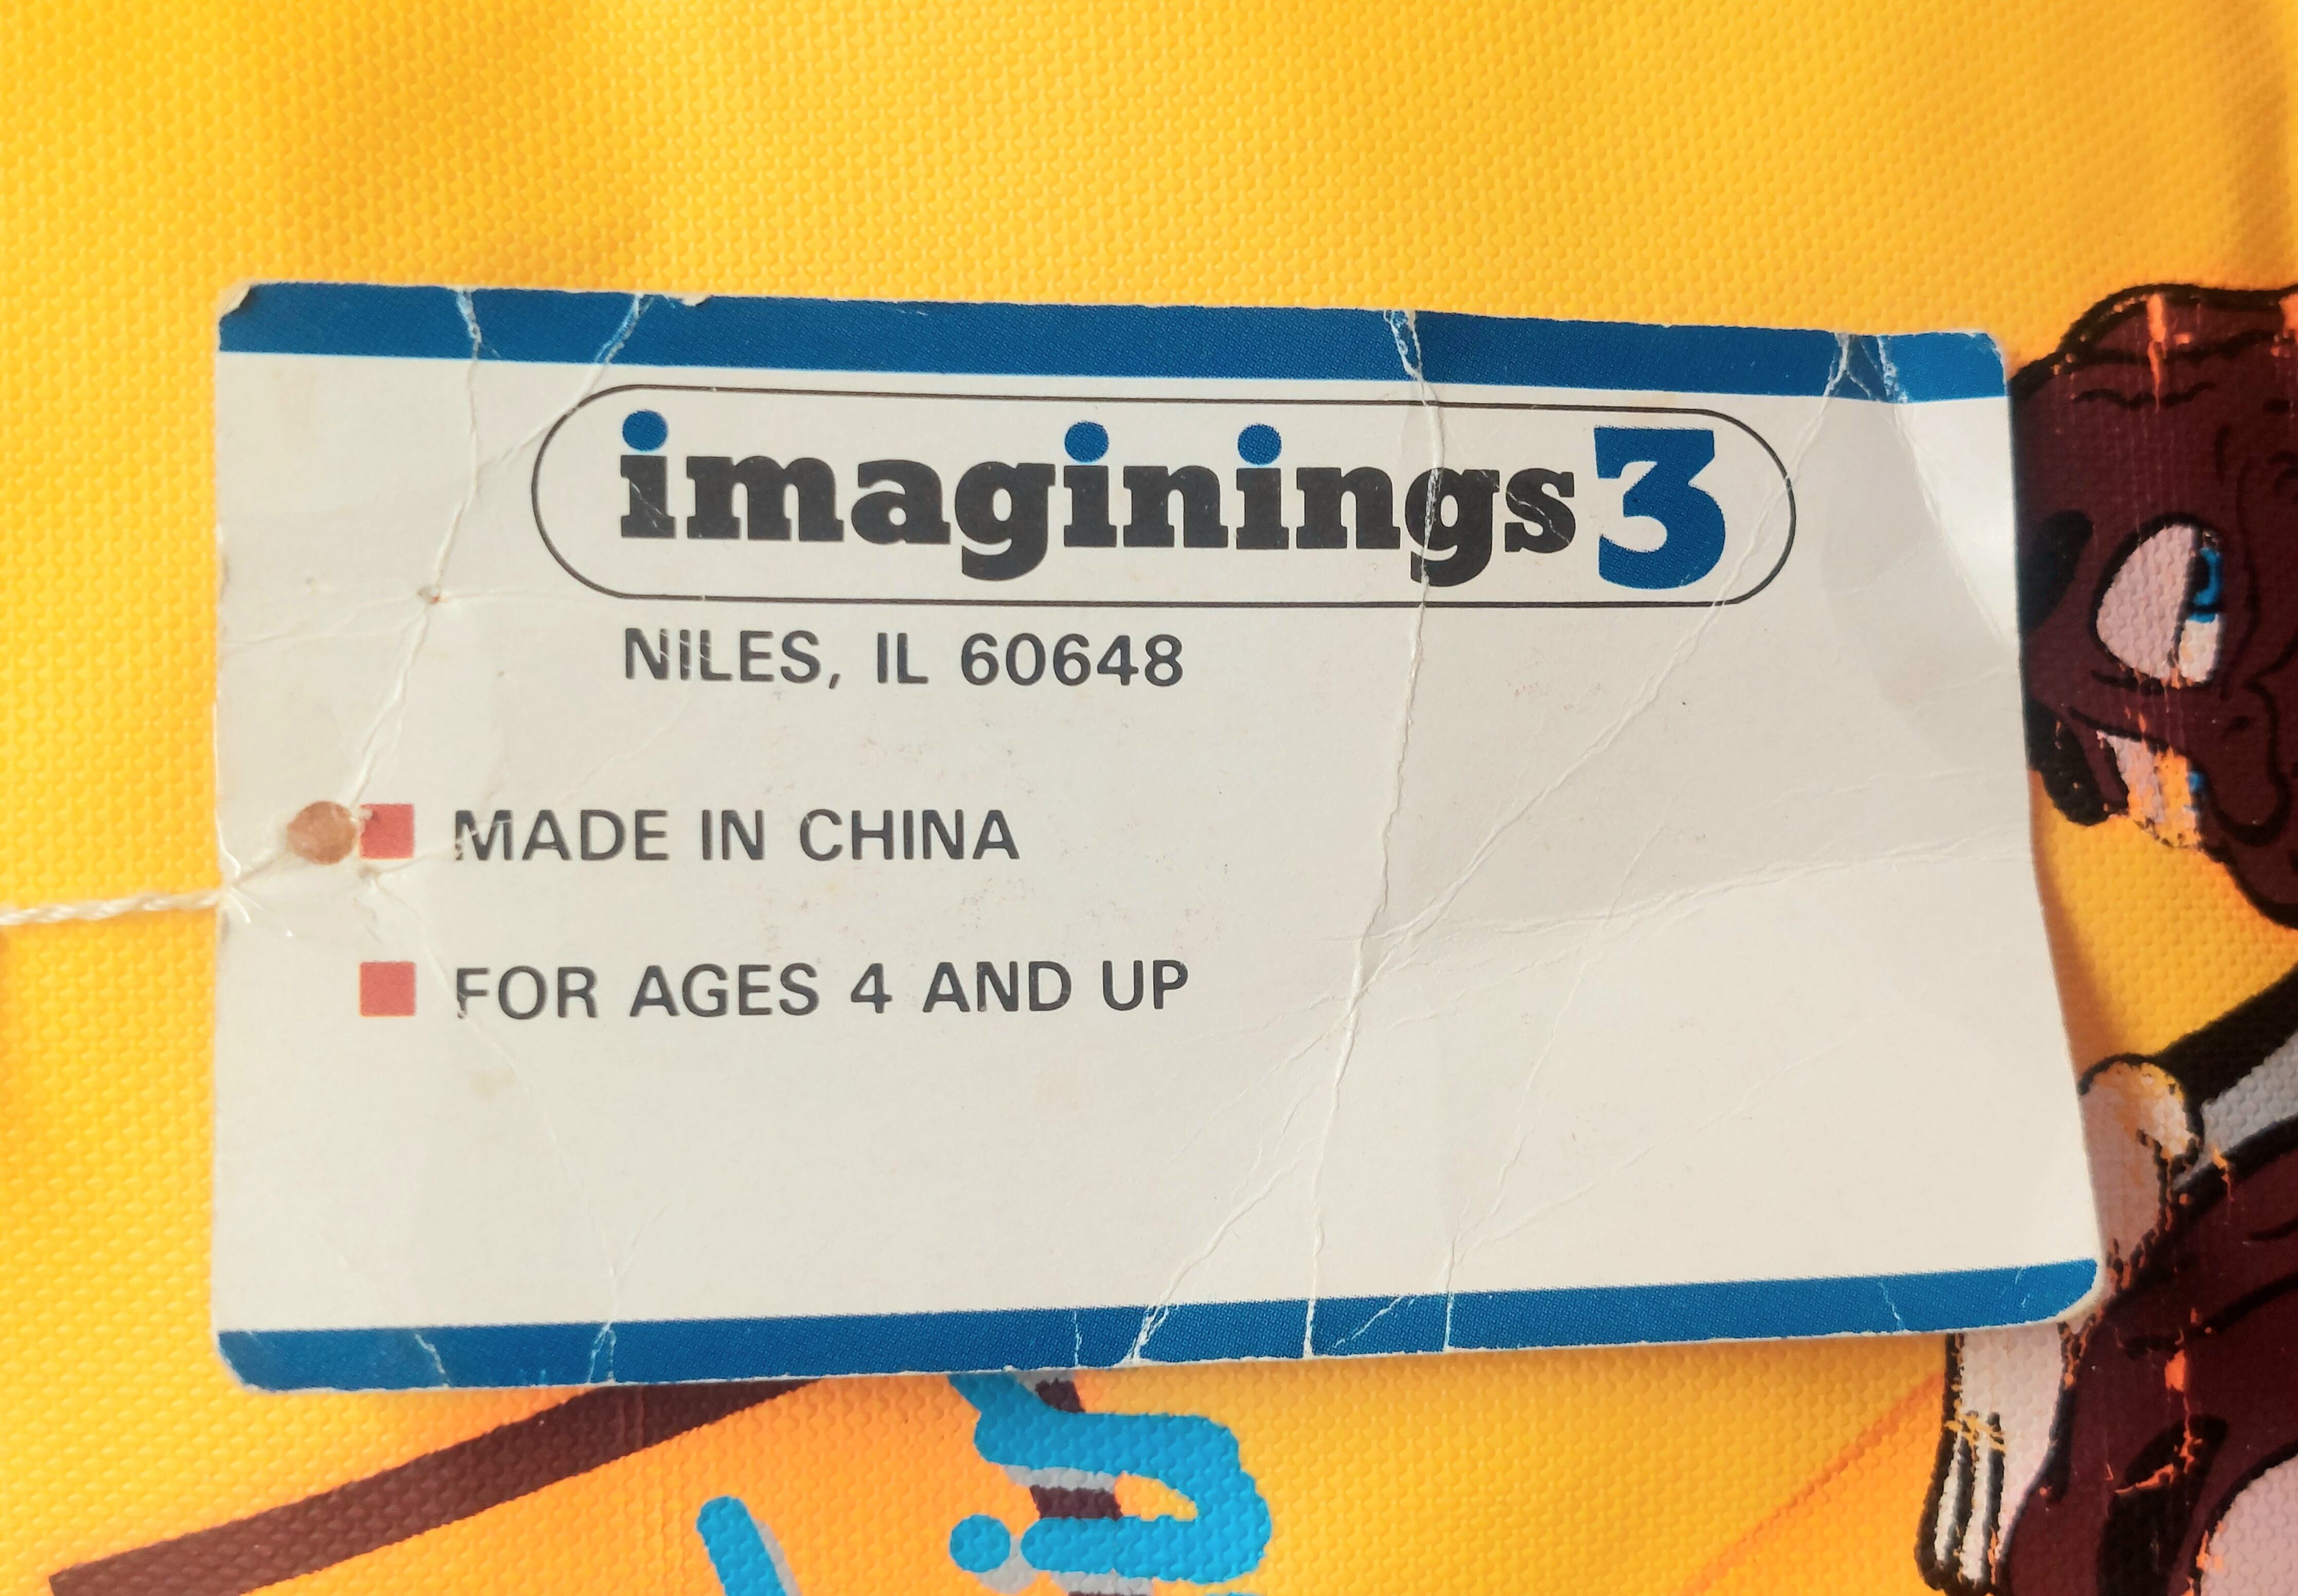 imaginings3
NILES, IL 60648
MADE IN CHINA
FOR AGES 4 AND UP